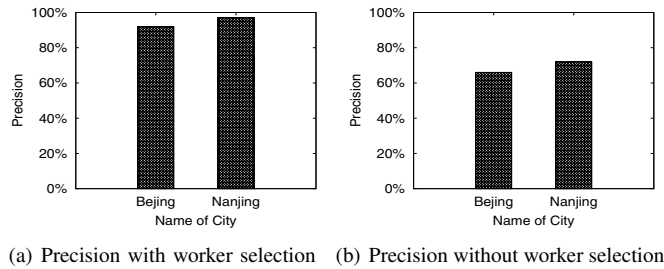 100%
80%
60%
40%
20%
0%
Precision
Bejing Nanjing
Name of City
(a) Precision with worker selection
100%
80%
60%
40%
20%
0%
Precision
Bejing Nanjing
Name of City
(b) Precision without worker selection